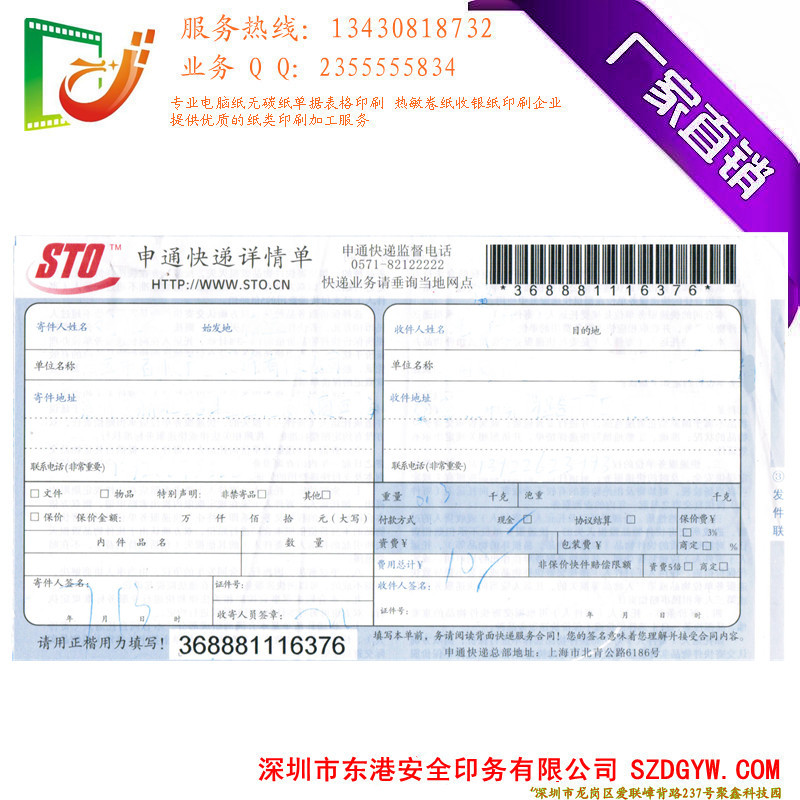 服务热线：13430818732
业务 Q Q：2355555834
专业电脑纸无碳纸单据表格印刷 热敏卷纸收银纸印刷企业
提供优质的纸类印刷加工服务
厂家直销
STO TM
申通快递详情单
HTTP://WWW.STO.CN
申通快递监督电话
0571-82122222
快递业务请垂询当地网点
*368881116376*
寄件人姓名 始发地
收件人姓名 目的地
单位名称
单位名称
寄件地址
收件地址
联系电话(非常重要)
联系电话(非常重要)
□文件 □物品 特别声明: 非禁寄品□ 其他□
重量 千克 泡重 千克
□保价 保价金额: 万 仟 佰 拾 元(大写)
付款方式 现金□ 协议结算 □ 保价费¥
□ 3%
内 件 品 名 数 量
资费¥ 包装费¥ 商定 □ %
费用总计¥ 10 非保价快件赔偿限额 资费5倍□ 商定□
寄件人签名:
证件号:
收件人签名:
收寄人员签章:
证件号:
年 月 日 时
年 月 日 时
请用正楷用力填写!
368881116376
填写本单前，务请阅读背面快递服务合同！您的签名意味着您理解并接受合同内容。
申通快递总部地址：上海市北青公路6186号
③
发件联
深圳市东港安全印务有限公司 SZDGYW.COM
“深圳市龙岗区爱联嶂背路237号聚鑫科技园